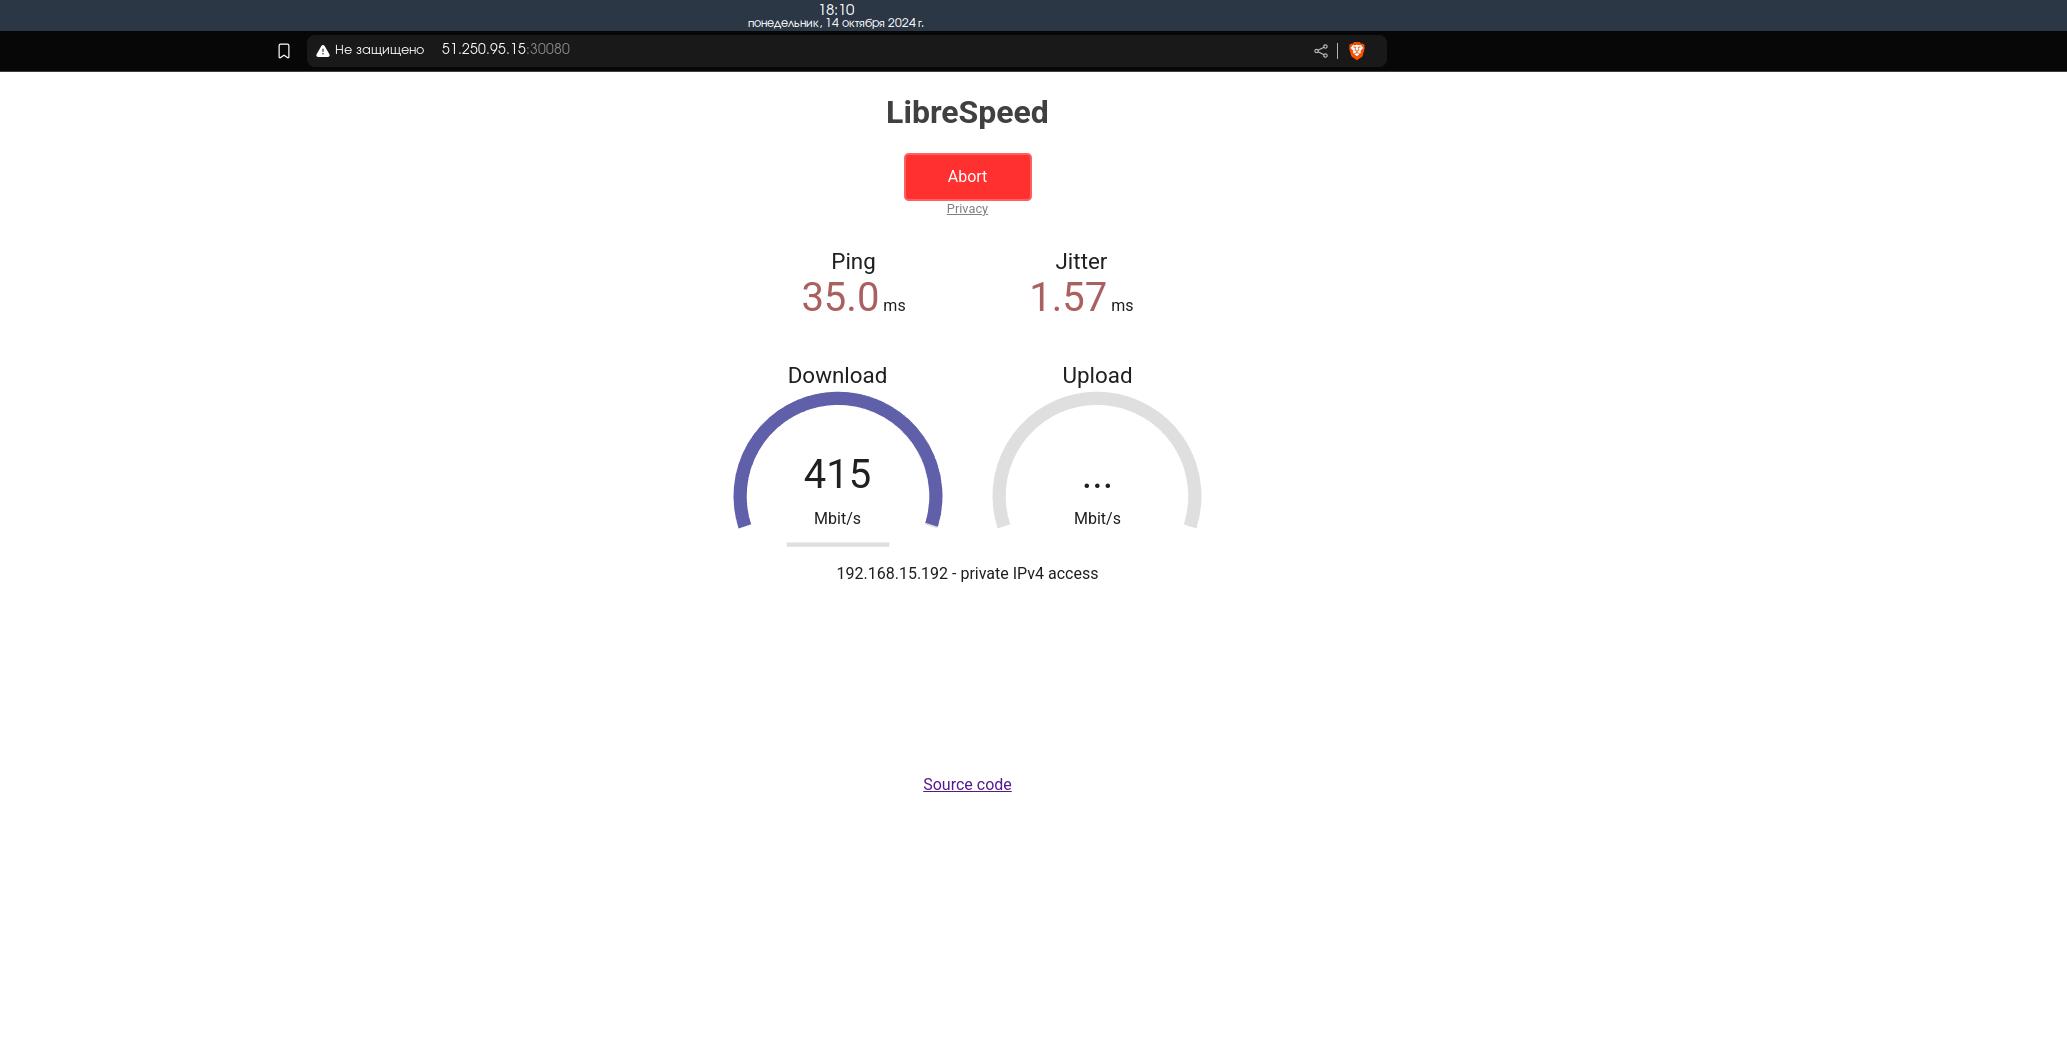 18:10
понедельник, 14 октября 2024 г.
Не защищено 51.250.95.15:30080
LibreSpeed
Abort
Privacy
Ping Jitter
35.0 ms 1.57 ms
Download Upload
415 ...
Mbit/s Mbit/s
192.168.15.192 - private IPv4 access
Source code